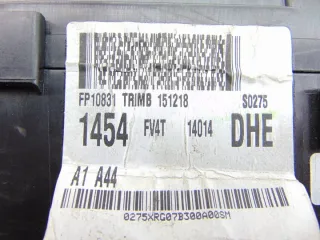 FP10831 TRIMB 151218 S0275
1454 FV4T 14014 DHE
A1 A44
0275XRG07B300A00SM